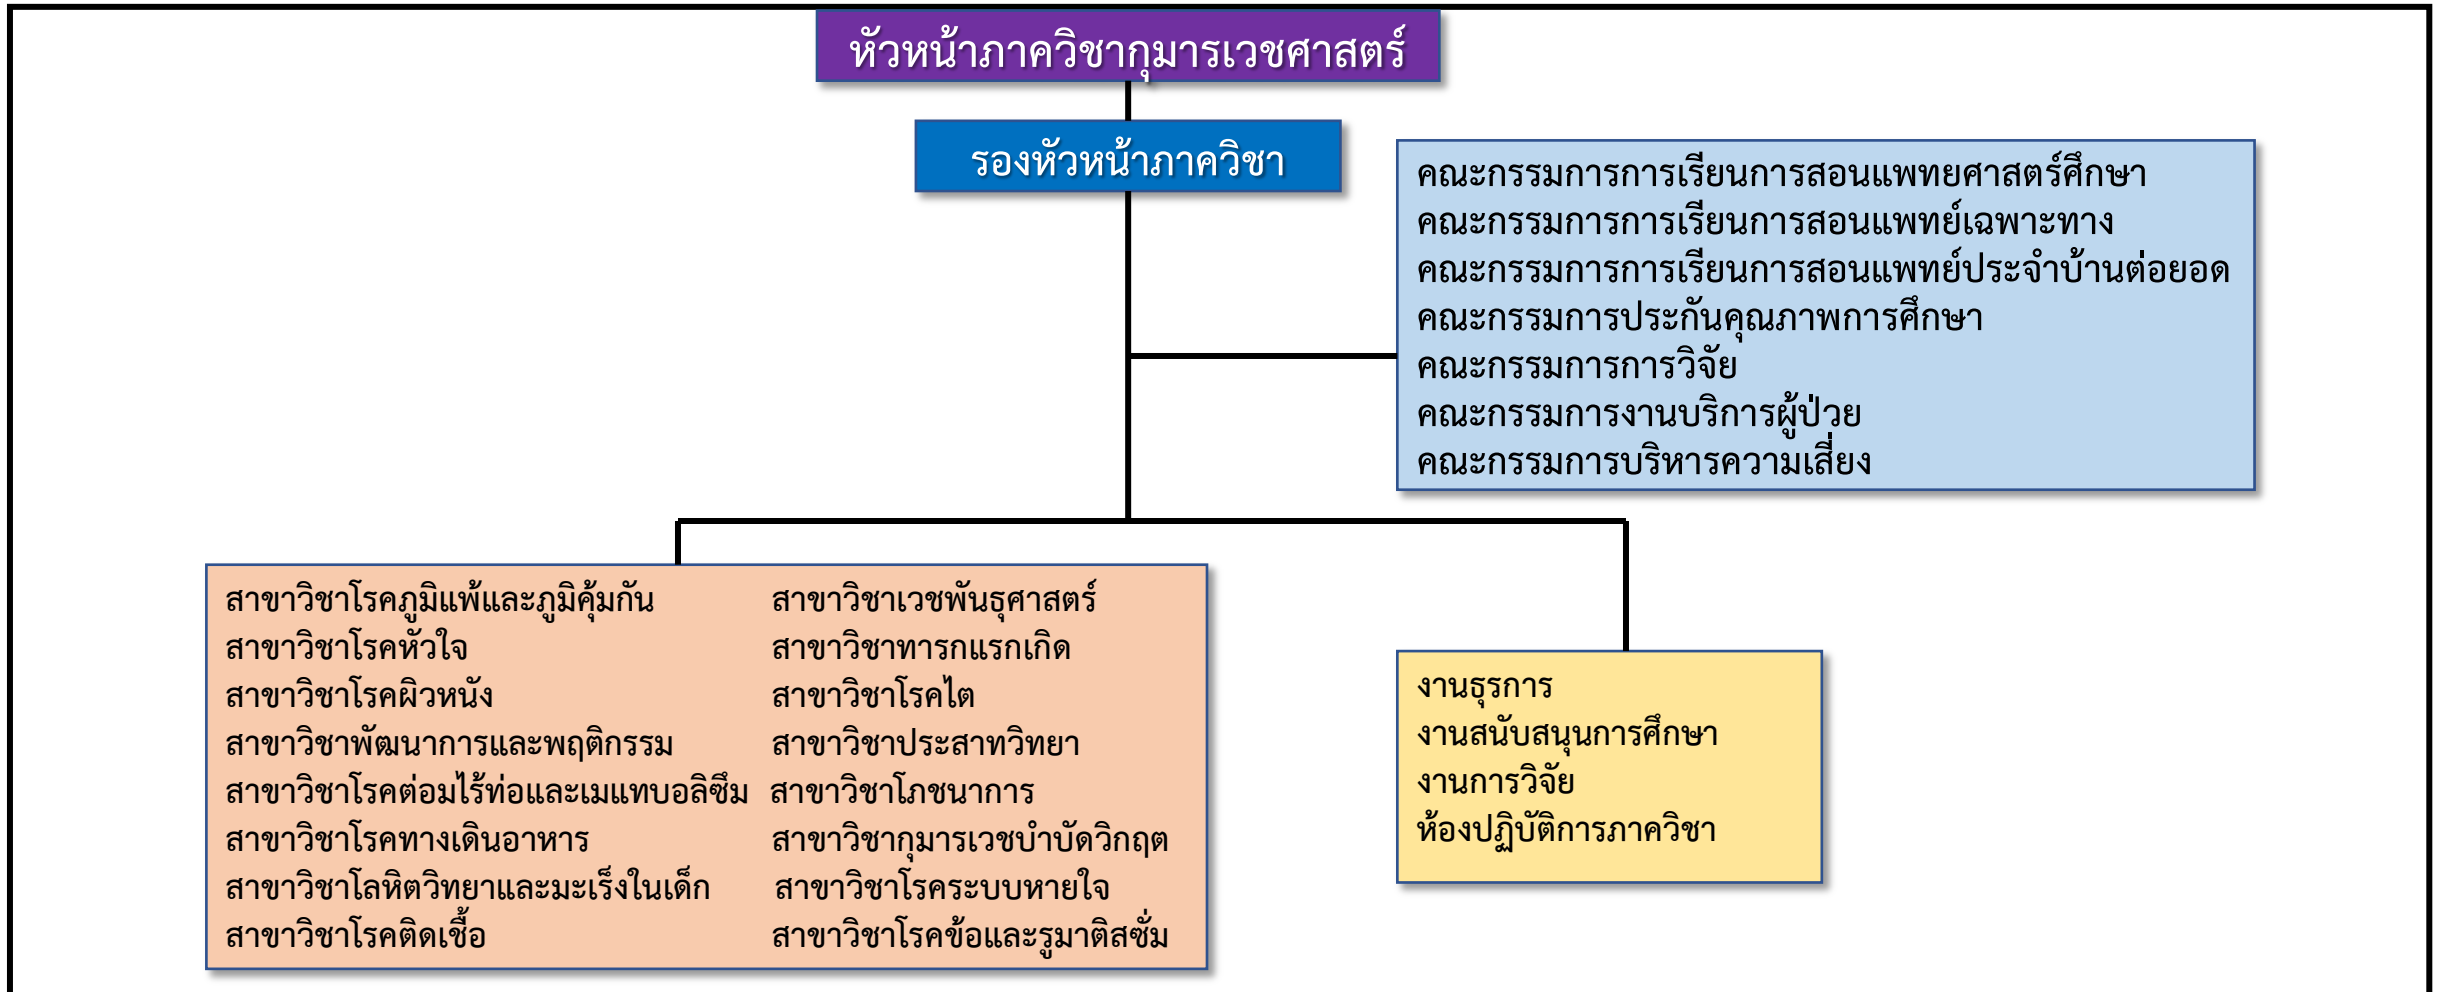 หัวหน้าภาควิชากุมารเวชศาสตร์
รองหัวหน้าภาควิชา
คณะกรรมการการเรียนการสอนแพทยศาสตร์ศึกษา
คณะกรรมการการเรียนการสอนแพทย์เฉพาะทาง
คณะกรรมการการเรียนการสอนแพทย์ประจำบ้านต่อยอด
คณะกรรมการประกันคุณภาพการศึกษา
คณะกรรมการการวิจัย
คณะกรรมการงานบริการผู้ป่วย
คณะกรรมการบริหารความเสี่ยง
สาขาวิชาโรคภูมิแพ้และภูมิคุ้มกัน สาขาวิชาเวชพันธุศาสตร์
สาขาวิชาโรคหัวใจ สาขาวิชาทารกแรกเกิด
สาขาวิชาโรคผิวหนัง สาขาวิชาโรคไต
สาขาวิชาพัฒนาการและพฤติกรรม สาขาวิชาประสาทวิทยา
สาขาวิชาโรคต่อมไร้ท่อและเมแทบอลิซึม สาขาวิชาโภชนาการ
สาขาวิชาโรคทางเดินอาหาร สาขาวิชากุมารเวชบำบัดวิกฤต
สาขาวิชาโลหิตวิทยาและมะเร็งในเด็ก สาขาวิชาโรคระบบหายใจ
สาขาวิชาโรคติดเชื้อ สาขาวิชาโรคข้อและรูมาติสซั่ม
งานธุรการ
งานสนับสนุนการศึกษา
งานการวิจัย
ห้องปฏิบัติการภาควิชา